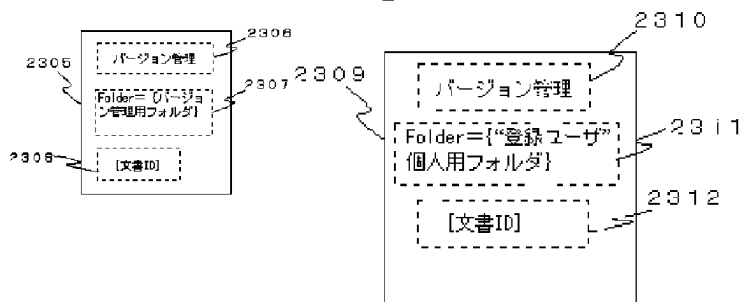 2306
バージョン管理
2305
2307
Folder={バージョ
ン管理用フォルダ}
2308
[文書ID]
2310
バージョン管理
2309
Folder={“登録ユーザ”
個人用フォルダ}
23i1
[文書ID]
2312